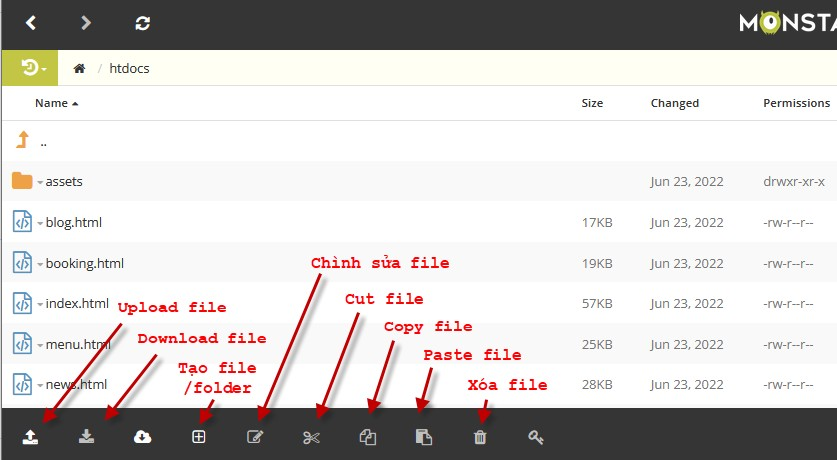 MONSTA
/ htdocs
Name Size Changed Permissions
..
assets Jun 23, 2022 drwxr-xr-x
blog.html 17KB Jun 23, 2022 -rw-r--r--
booking.html 19KB Jun 23, 2022 -rw-r--r--
Chình sửa file
index.html 57KB Jun 23, 2022 -rw-r--r--
Upload file
Cut file
Copy file
menu.html 25KB Jun 23, 2022 -rw-r--r--
Download file
Paste file
Tạo file
/folder
news.html 28KB Jun 23, 2022 -rw-r--r--
Xóa file